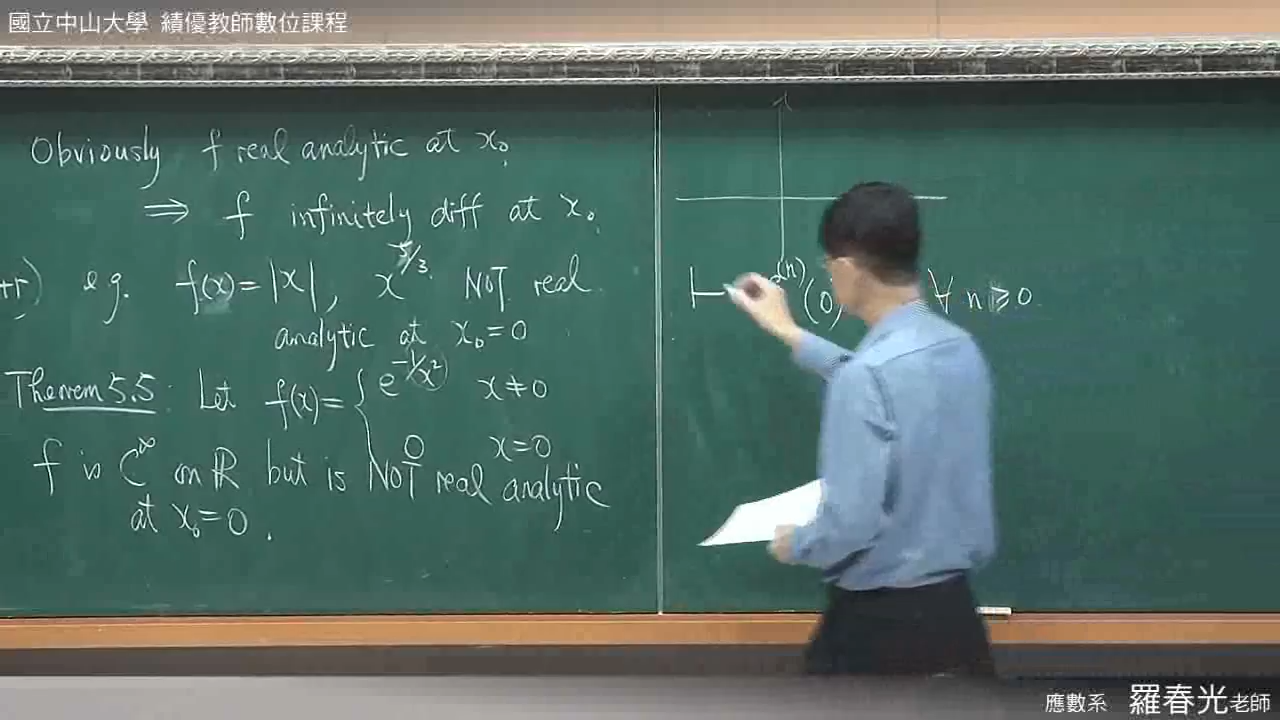 國立中山大學 績優教師數位課程
Obviously f real analytic at x₀
⇒ f infinitely diff at x₀.
+r) e.g. f(x)=|x|, x^{5/3} NOT real
analytic at x₀=0
Theorem 5.5: Let f(x)={ e^{-1/(x²)} x≠0
0 x=0
f is C^∞ on ℝ but is NOT real analytic
at x₀=0.
(n)(0) ∀ n⩾0
應數系 羅春光老師